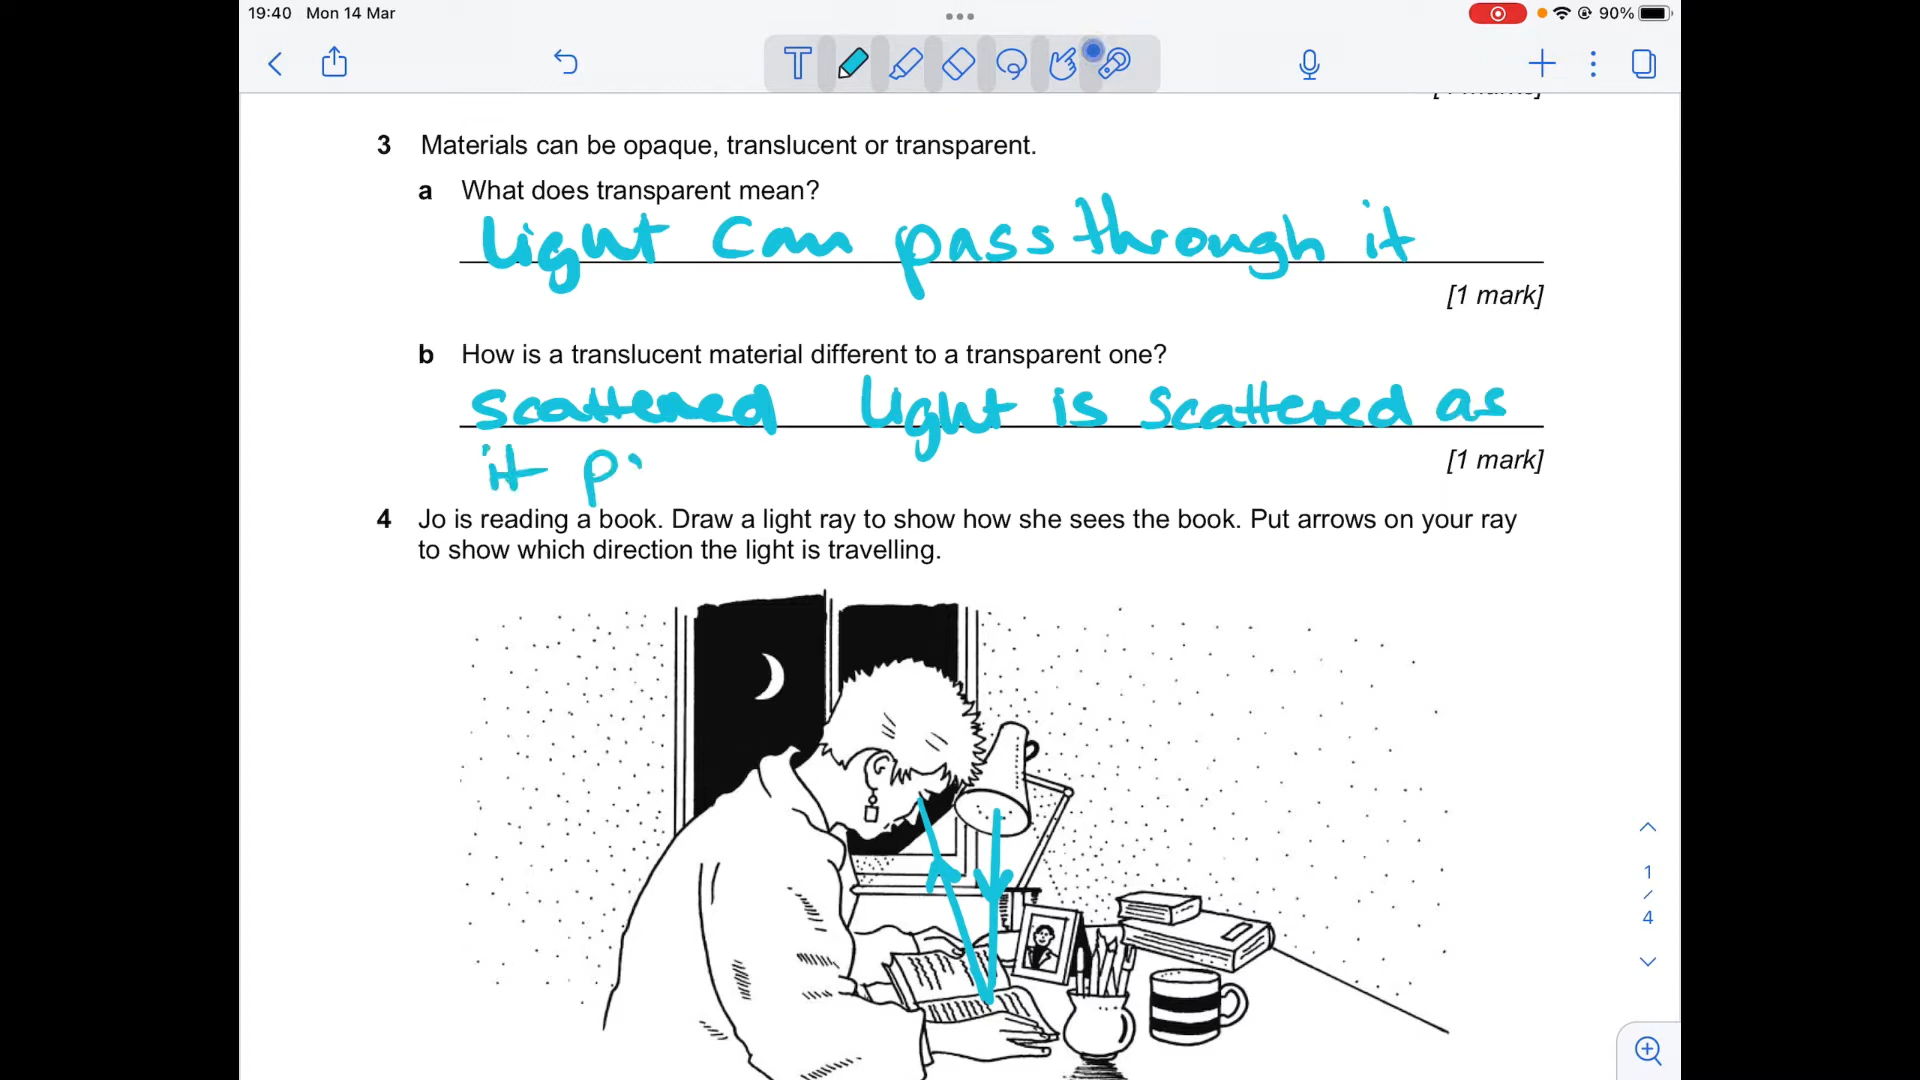 19:40 Mon 14 Mar
90%
T
3 Materials can be opaque, translucent or transparent.
a What does transparent mean?
light can pass through it
[1 mark]
b How is a translucent material different to a transparent one?
scattered light is scattered as
[1 mark]
it p
4 Jo is reading a book. Draw a light ray to show how she sees the book. Put arrows on your ray
to show which direction the light is travelling.
1
/
4